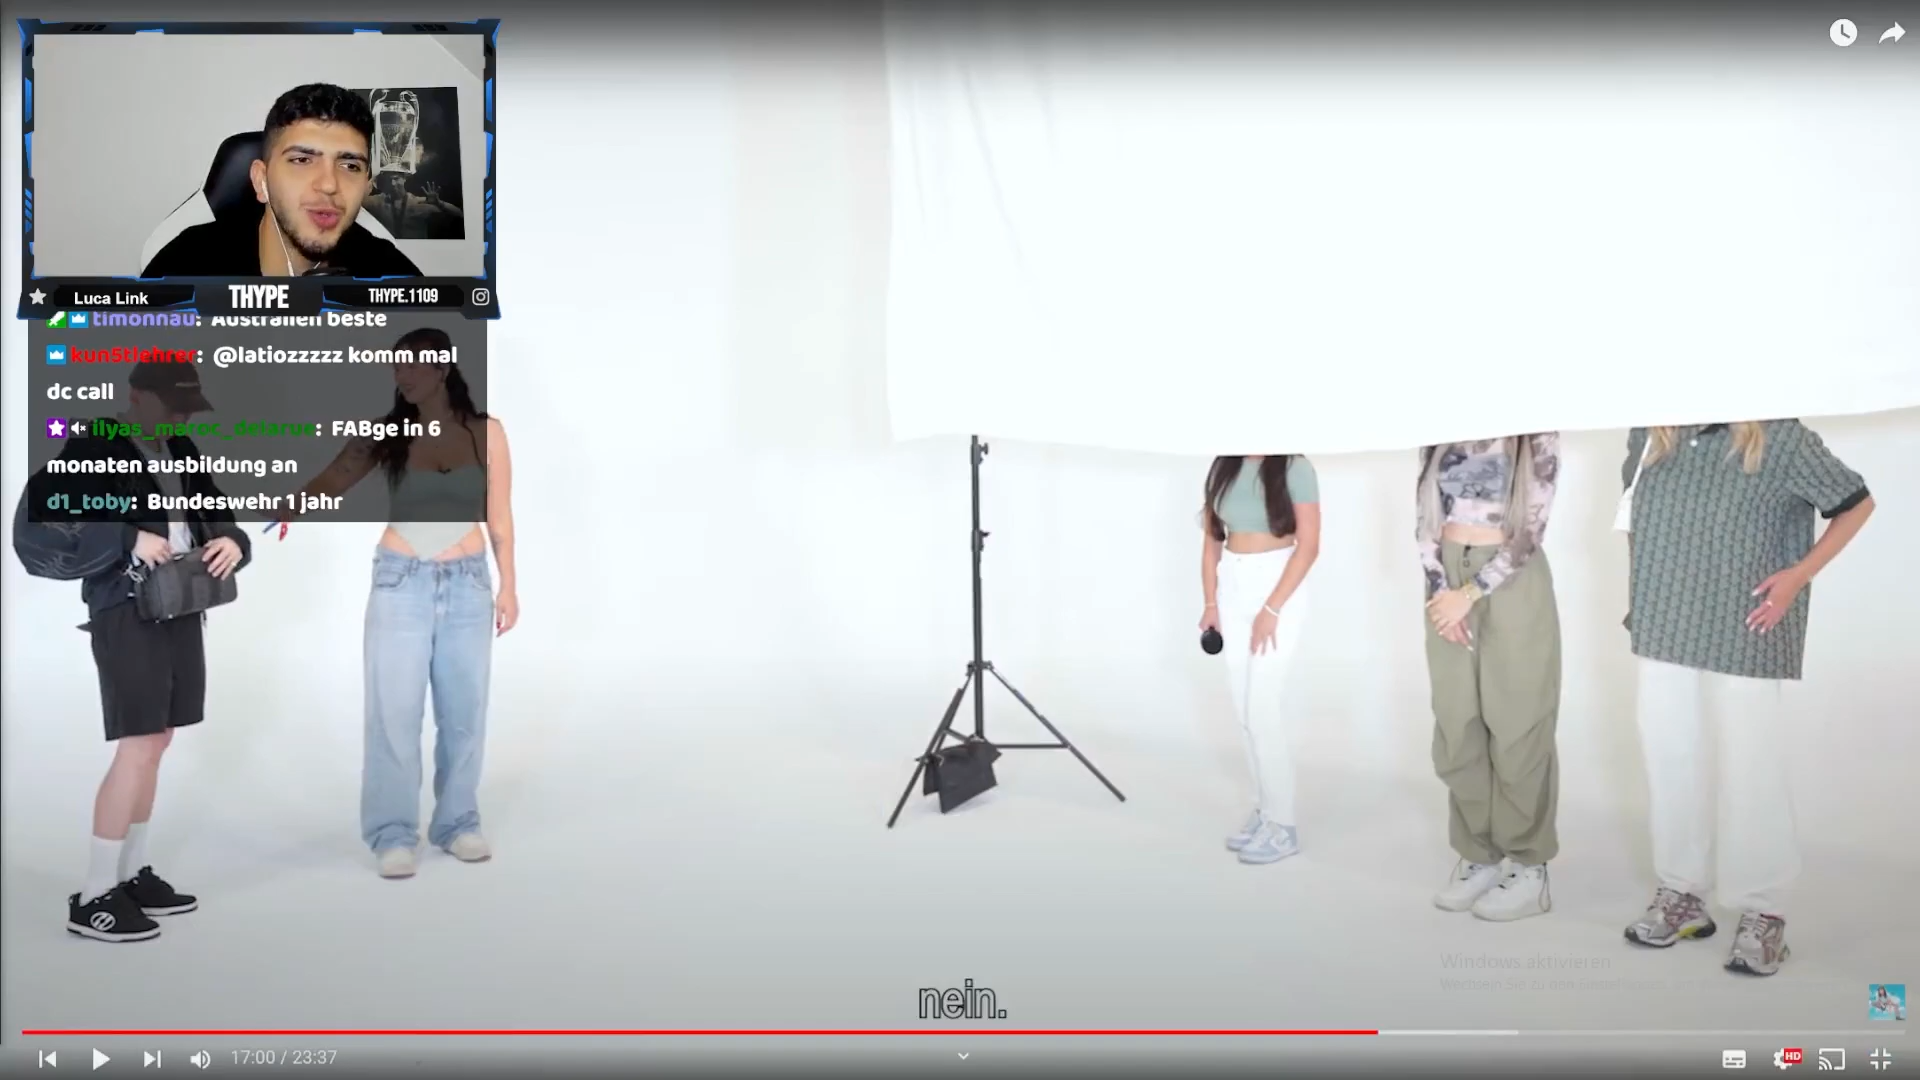 Luca Link
THYPE
THYPE.1109
timonnau: Australien beste
kun5tlehrer: @latiozzzzz komm mal
dc call
ilyas_maroc_delarue: FABge in 6
monaten ausbildung an
d1_toby: Bundeswehr 1 jahr
Windows aktivieren
nein.
17:00 / 23:37
HD